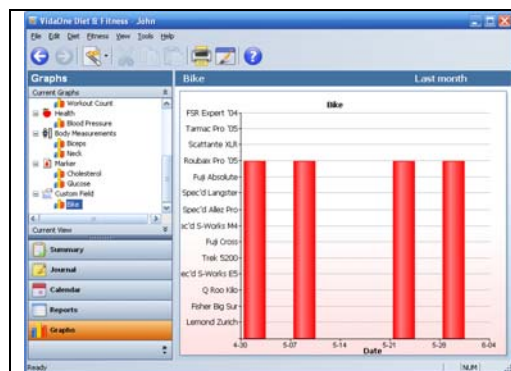 VidaOne Diet & Fitness - John
File Edit Diet Fitness View Tools Help
Graphs
Bike
Last month
Current Graphs
Workout Count
Health
Blood Pressure
Body Measurements
Biceps
Neck
Marker
Cholesterol
Glucose
Custom Field
Bike
Current View
Summary
Journal
Calendar
Reports
Graphs
Bike
FSR Expert '04
Tarmac Pro '05
Scattante XLR
Roubaix Pro '05
Fuji Absolute
Spec'd Langster
Spec'd Allez Pro
ec'd S-Works M4
Fuji Cross
Trek 5200
ec'd S-Works E5
Q Roo Kilo
Fisher Big Sur
Lemond Zurich
4-30 5-07 5-14 5-21 5-28 6-04
Date
Ready
NUM